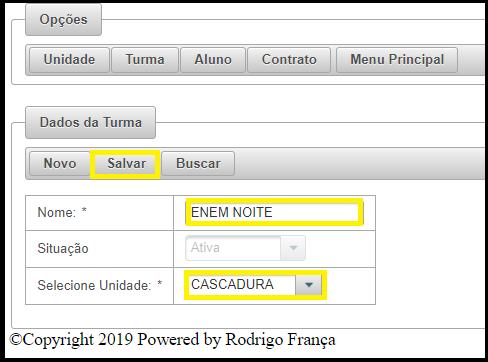 Opções
Unidade Turma Aluno Contrato Menu Principal
Dados da Turma
Novo Salvar Buscar
Nome: * ENEM NOITE
Situação Ativa
Selecione Unidade: * CASCADURA
©Copyright 2019 Powered by Rodrigo França